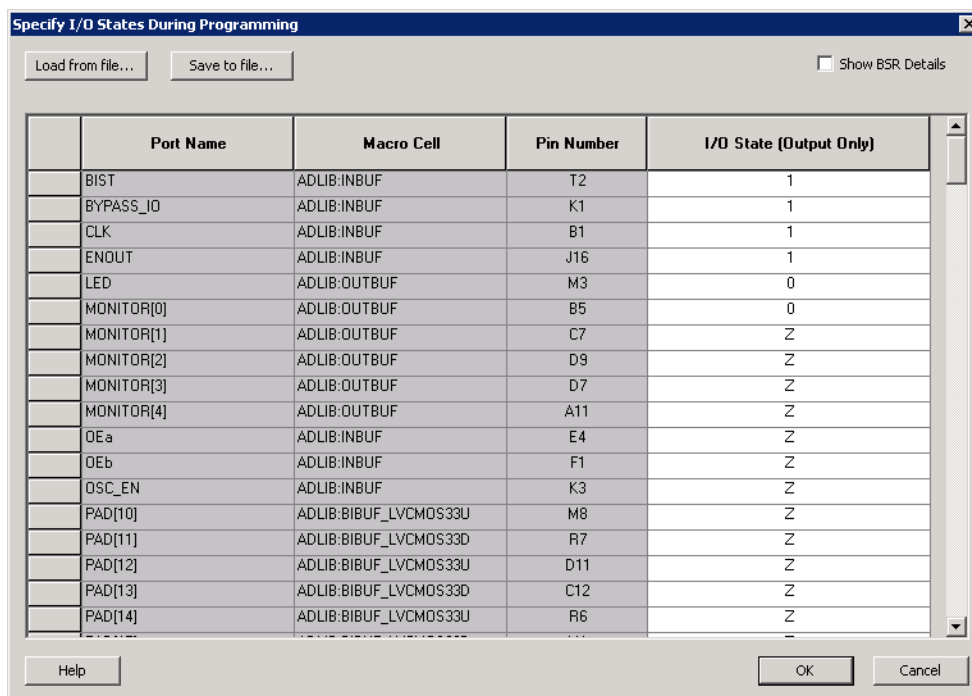 Specify I/O States During Programming
Load from file... Save to file... Show BSR Details
Port Name Macro Cell Pin Number I/O State (Output Only)
BIST ADLIB:INBUF T2 1
BYPASS_IO ADLIB:INBUF K1 1
CLK ADLIB:INBUF B1 1
ENOUT ADLIB:INBUF J16 1
LED ADLIB:OUTBUF M3 0
MONITOR[0] ADLIB:OUTBUF B5 0
MONITOR[1] ADLIB:OUTBUF C7 Z
MONITOR[2] ADLIB:OUTBUF D9 Z
MONITOR[3] ADLIB:OUTBUF D7 Z
MONITOR[4] ADLIB:OUTBUF A11 Z
OEa ADLIB:INBUF E4 Z
OEb ADLIB:INBUF F1 Z
OSC_EN ADLIB:INBUF K3 Z
PAD[10] ADLIB:BIBUF_LVCMOS33U M8 Z
PAD[11] ADLIB:BIBUF_LVCMOS33D R7 Z
PAD[12] ADLIB:BIBUF_LVCMOS33U D11 Z
PAD[13] ADLIB:BIBUF_LVCMOS33D C12 Z
PAD[14] ADLIB:BIBUF_LVCMOS33U R6 Z
Help OK Cancel